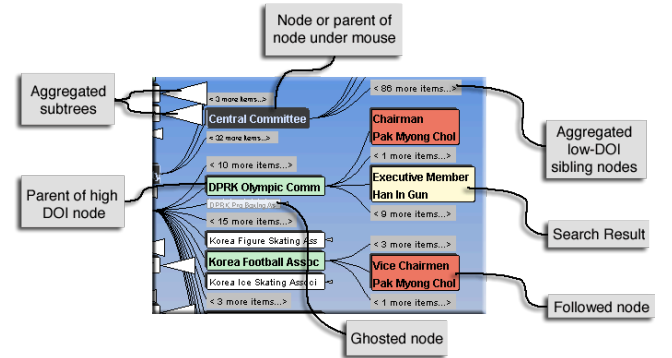 Node or parent of
node under mouse
Aggregated
subtrees
Parent of high
DOI node
< 3 more items...>
Central Committee
< 32 more items...>
< 10 more items...>
DPRK Olympic Comm
DPRK Pro Boxing As
< 15 more items...>
Korea Figure Skating Ass
Korea Football Assoc
Korea Ice Skating Associ
< 3 more items...>
< 86 more items...>
Chairman
Pak Myong Chol
< 1 more items...>
Executive Member
Han In Gun
< 9 more items...>
< 3 more items...>
Vice Chairmen
Pak Myong Chol
< 1 more items...>
Aggregated
low-DOI
sibling nodes
Search Result
Followed node
Ghosted node